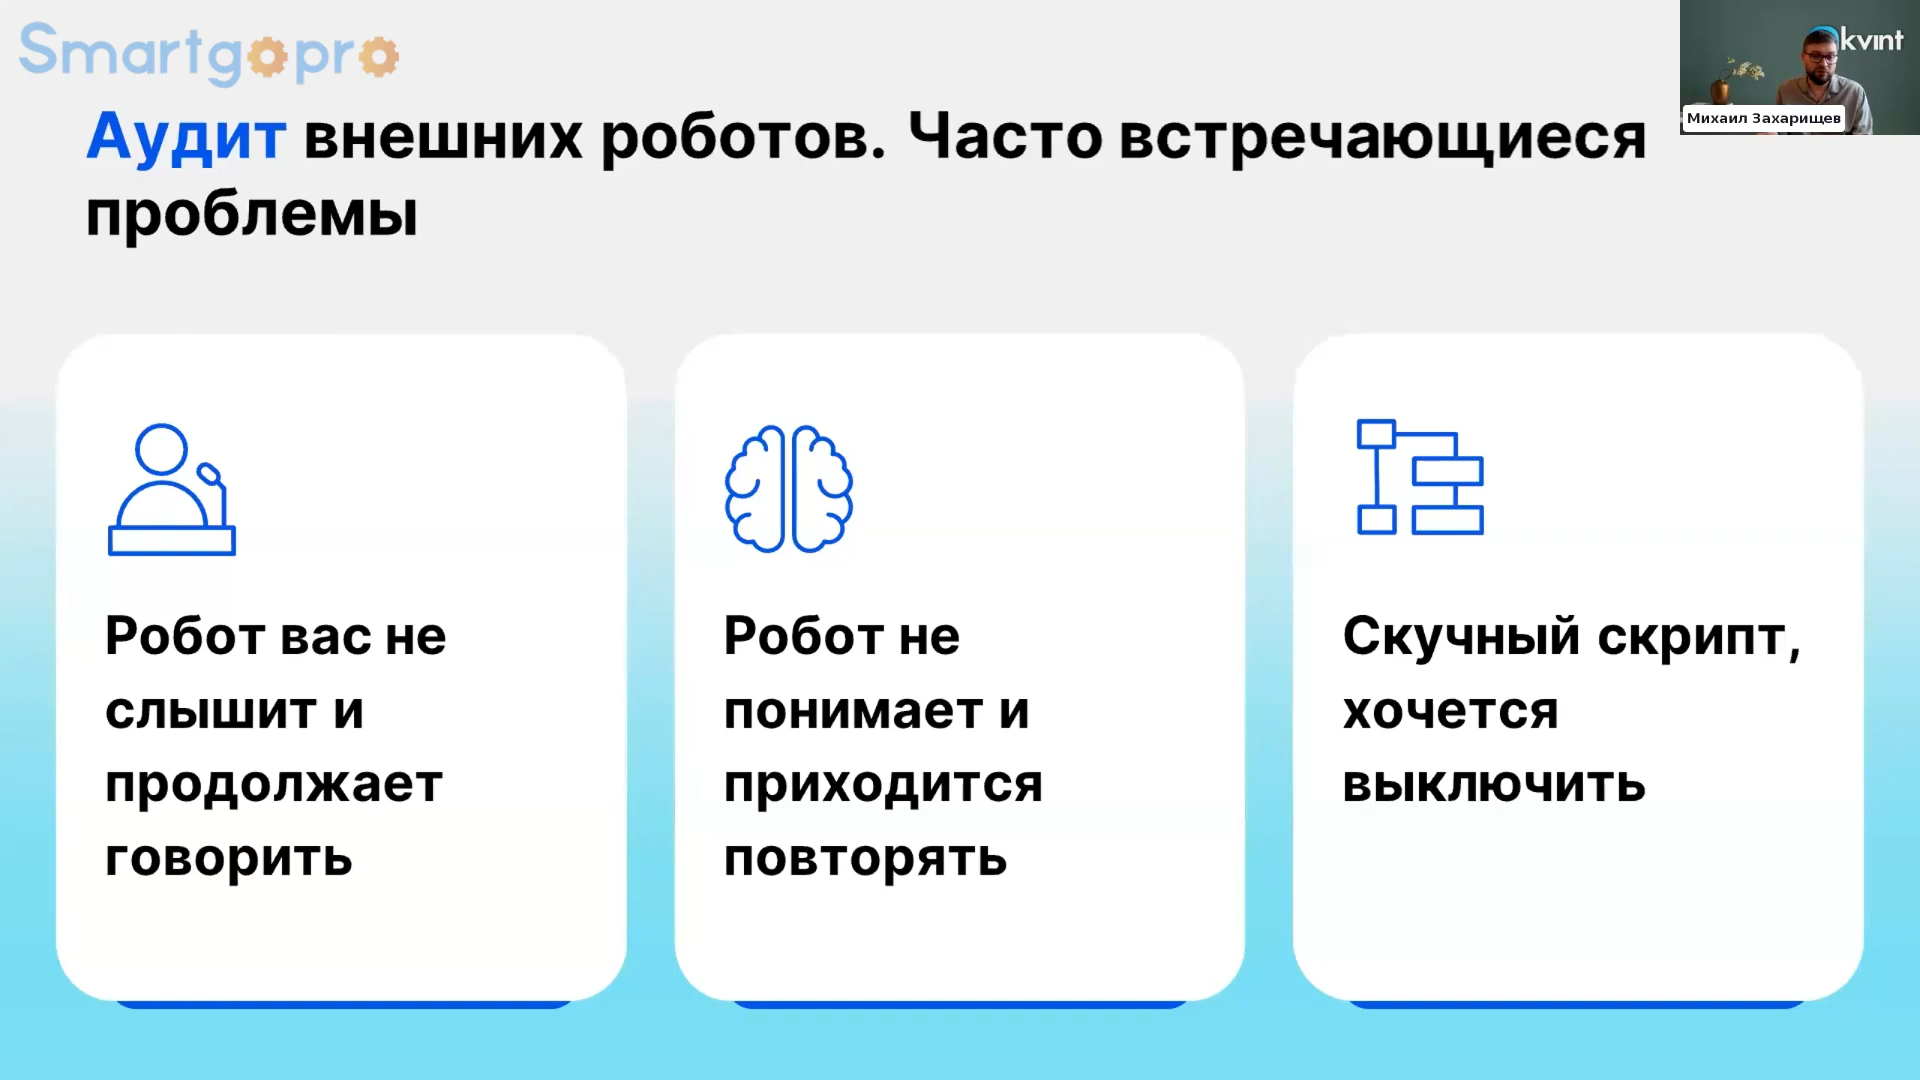 Smartgopro
kvint
Михаил Захарищев
Аудит внешних роботов. Часто встречающиеся
проблемы
Робот вас не
слышит и
продолжает
говорить
Робот не
понимает и
приходится
повторять
Скучный скрипт,
хочется
выключить